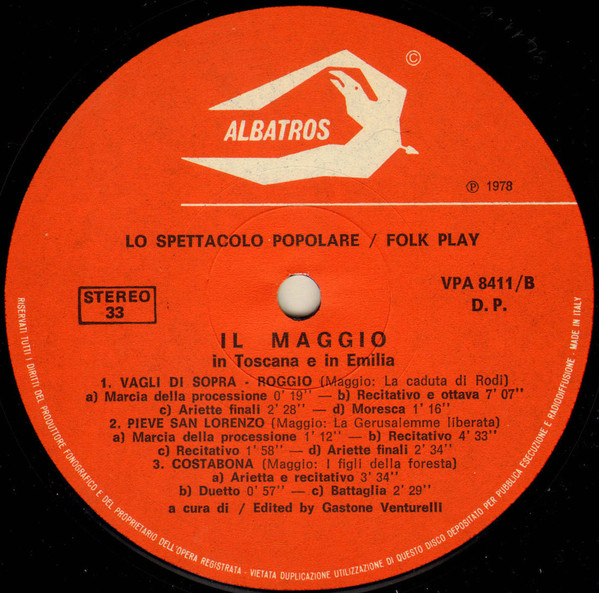 ©
ALBATROS
℗ 1978
LO SPETTACOLO POPOLARE / FOLK PLAY
STEREO
33
VPA 8411/B
D. P.
IL MAGGIO
in Toscana e in Emilia
1. VAGLI DI SOPRA - ROGGIO (Maggio: La caduta di Rodi)
a) Marcia della processione 0' 19'' — b) Recitativo e ottava 7' 07''
c) Ariette finali 2' 28'' — d) Moresca 1' 16''
2. PIEVE SAN LORENZO (Maggio: La Gerusalemme liberata)
a) Marcia della processione 1' 12'' — b) Recitativo 4' 33''
c) Recitativo 1' 58'' — d) Ariette finali 2' 34''
3. COSTABONA (Maggio: I figli della foresta)
a) Arietta e recitativo 3' 34''
b) Duetto 0' 57'' — c) Battaglia 2' 29''
a cura di / Edited by Gastone Venturelli
RISERVATI TUTTI I DIRITTI DEL PRODUTTORE FONOGRAFICO E DEL PROPRIETARIO DELL'OPERA REGISTRATA - VIETATA DUPLICAZIONE UTILIZZAZIONE DI QUESTO DISCO DEPOSITATO PER PUBBLICA ESECUZIONE E RADIODIFFUSIONE - MADE IN ITALY